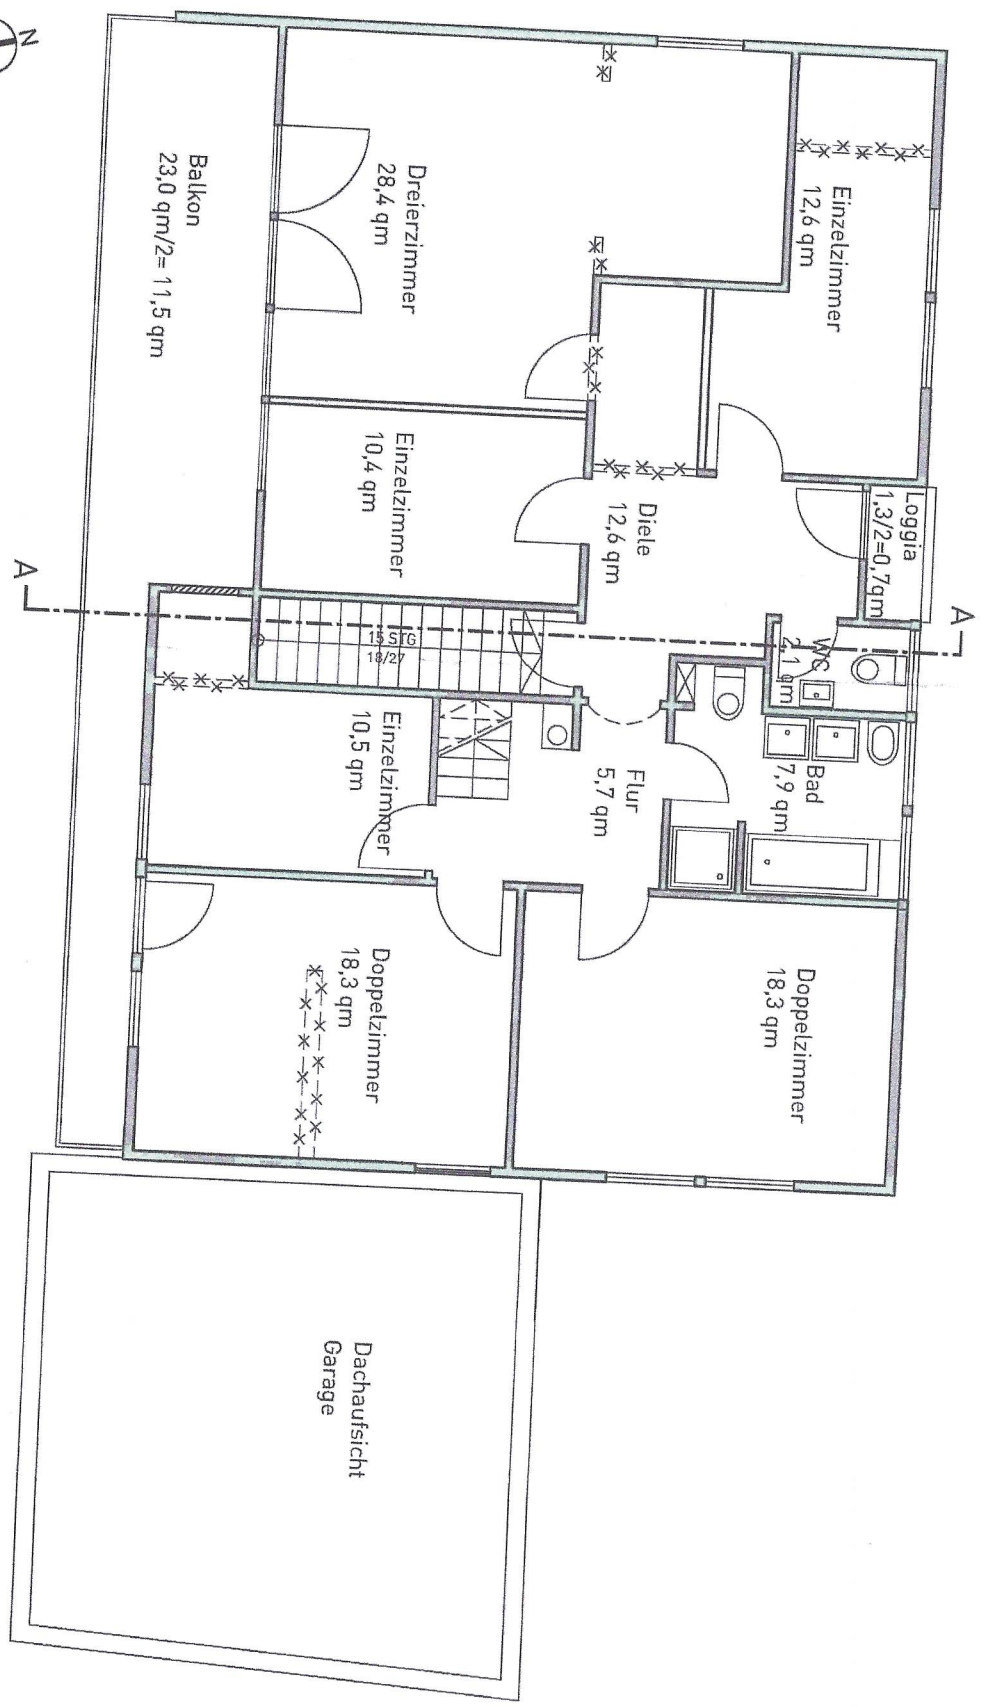 N
Einzelzimmer
12,6 qm
Loggia
1,3/2=0,7qm
A
WC
2,1 qm
Bad
7,9 qm
Doppelzimmer
18,3 qm
Dreierzimmer
28,4 qm
Diele
12,6 qm
Flur
5,7 qm
Einzelzimmer
10,4 qm
15 STG
18/27
Einzelzimmer
10,5 qm
Doppelzimmer
18,3 qm
Balkon
23,0 qm/2= 11,5 qm
A
Dachaufsicht
Garage